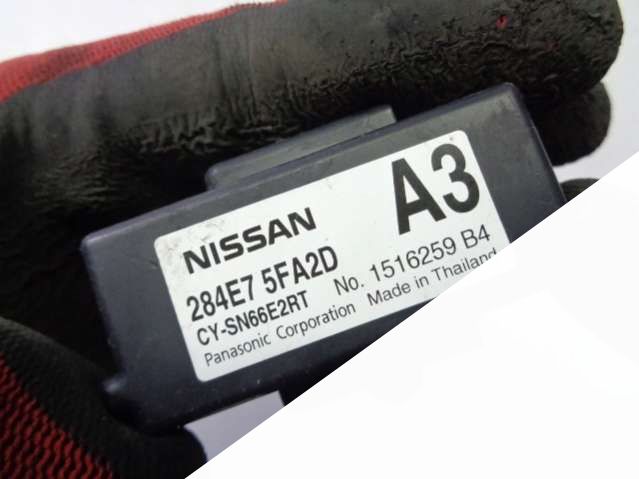 NISSAN
A3
284E7 5FA2D
No. 1516259 B4
CY-SN66E2RT
Panasonic Corporation Made in Thailand